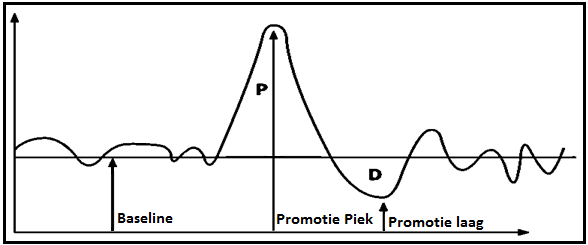 P
D
Baseline
Promotie Piek
Promotie laag